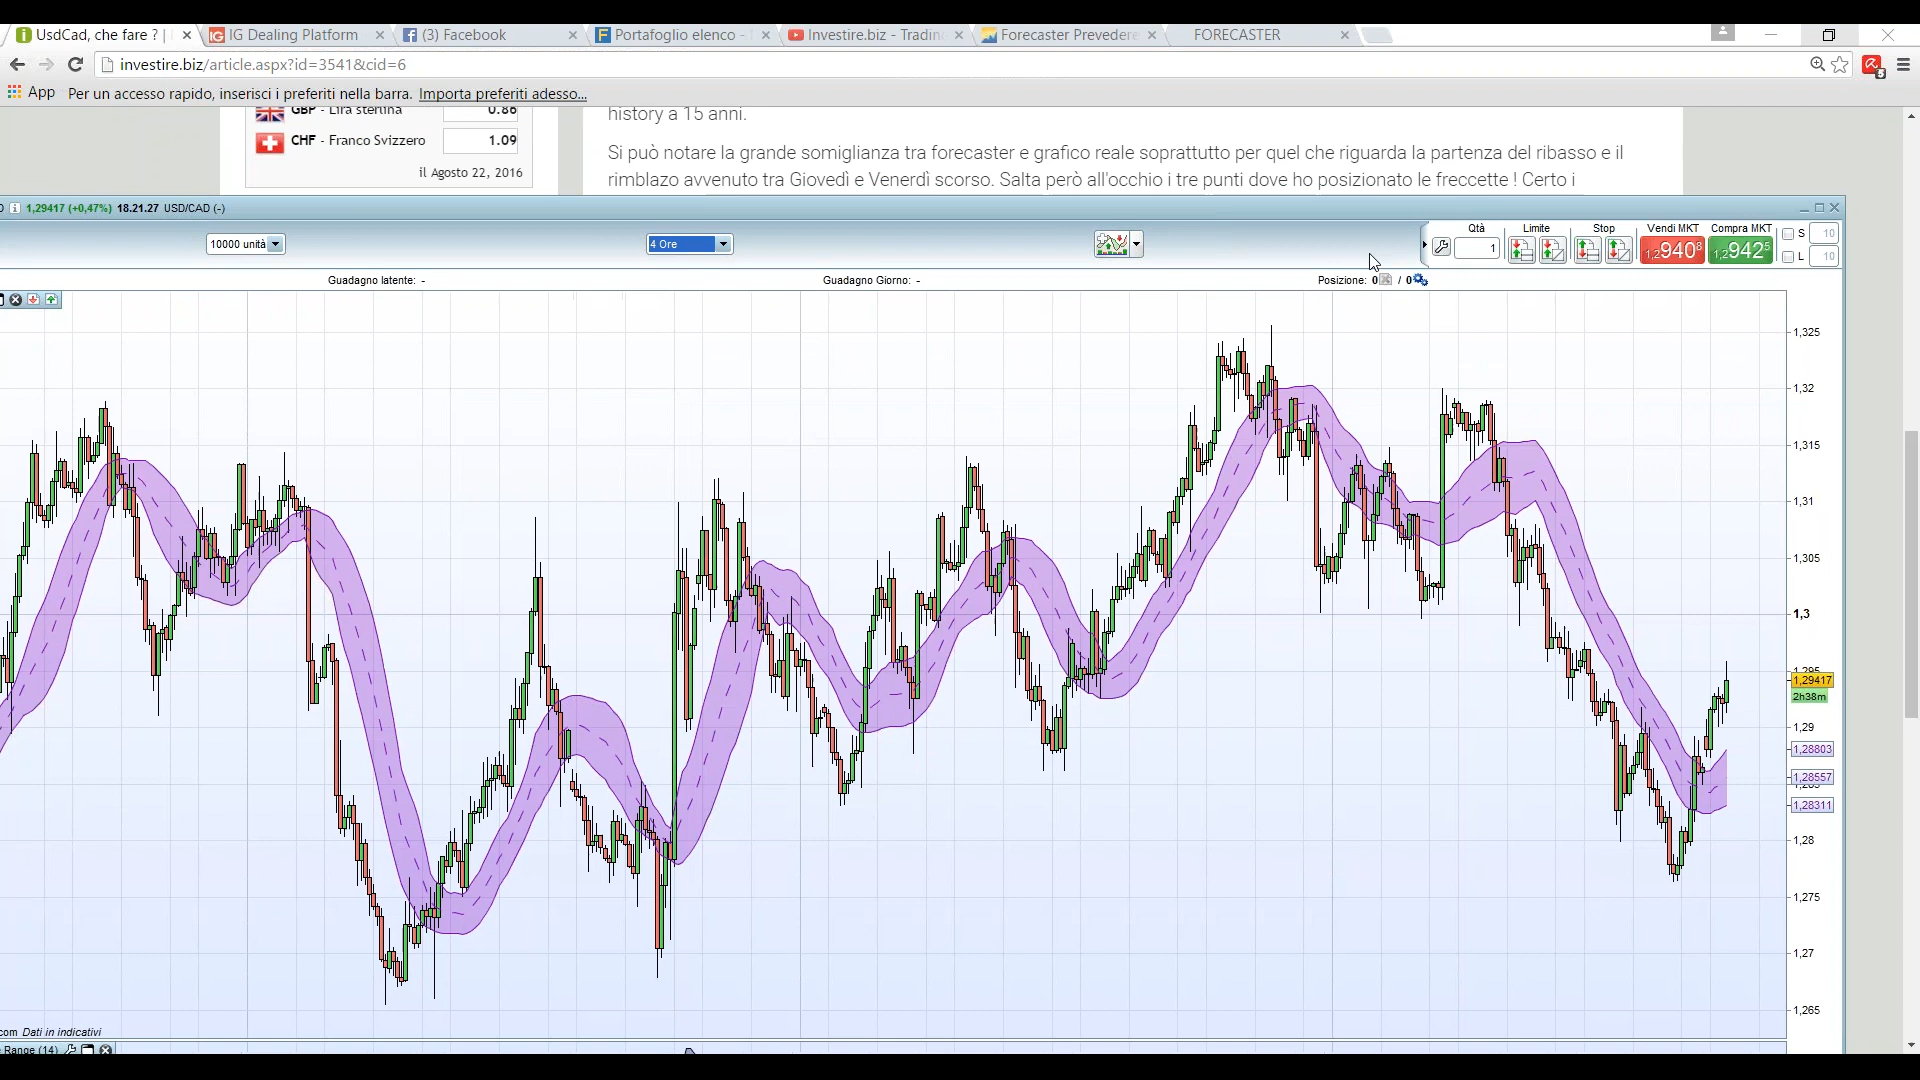 UsdCad, che fare ? |
IG Dealing Platform
(3) Facebook
Portafoglio elenco -
Investire.biz - Tradin
Forecaster Prevedere
FORECASTER
investire.biz/article.aspx?id=3541&cid=6
App Per un accesso rapido, inserisci i preferiti nella barra. Importa preferiti adesso...
GBP - Lira sterlina 0.86
CHF - Franco Svizzero 1.09
il Agosto 22, 2016
history a 15 anni.
Si può notare la grande somiglianza tra forecaster e grafico reale soprattutto per quel che riguarda la partenza del ribasso e il
rimblazo avvenuto tra Giovedì e Venerdì scorso. Salta però all'occhio i tre punti dove ho posizionato le freccette ! Certo i
1,29417 (+0,47%) 18.21.27 USD/CAD (-)
10000 unità
4 Ore
Qtà
1
Limite
Stop
Vendi MKT
1,2940⁸
Compra MKT
1,2942⁵
S 10
L 10
Guadagno latente: -
Guadagno Giorno: -
Posizione: 0 / 0
1,325
1,32
1,315
1,31
1,305
1,3
1,295
1,29417
2h38m
1,29
1,28803
1,28557
1,285
1,28311
1,28
1,275
1,27
1,265
com Dati in indicativi
Range (14)